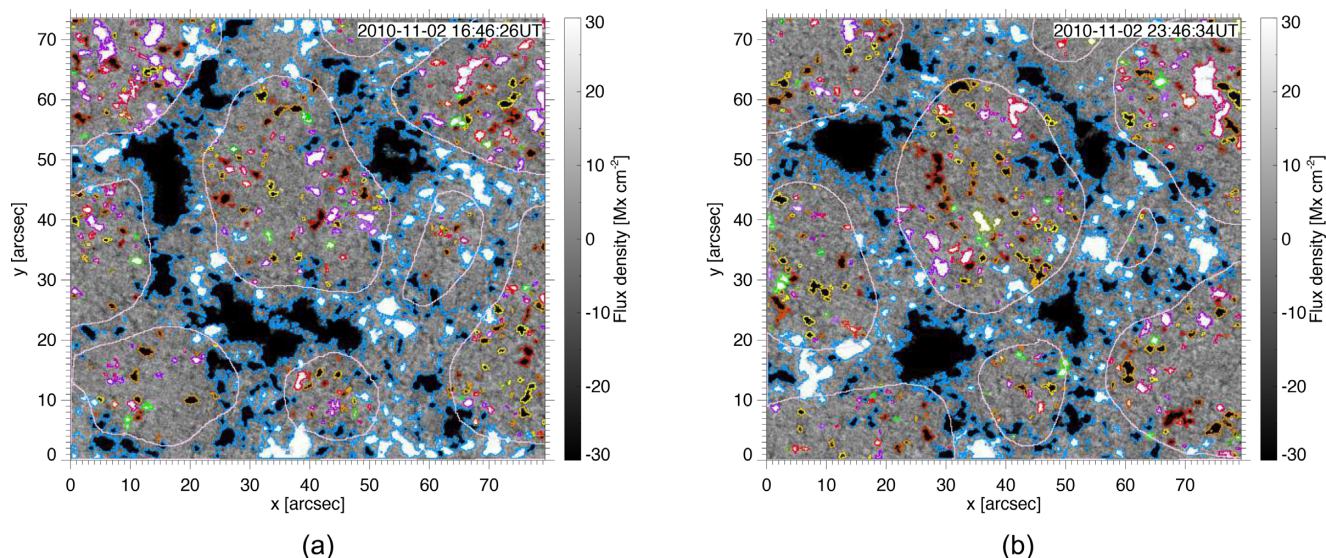 2010-11-02 16:46:26UT
70
60
50
40
30
20
10
0
y [arcsec]
0 10 20 30 40 50 60 70
x [arcsec]
30
20
10
0
-10
-20
-30
Flux density [Mx cm⁻²]
(a)
2010-11-02 23:46:34UT
70
60
50
40
30
20
10
0
y [arcsec]
0 10 20 30 40 50 60 70
x [arcsec]
30
20
10
0
-10
-20
-30
Flux density [Mx cm⁻²]
(b)